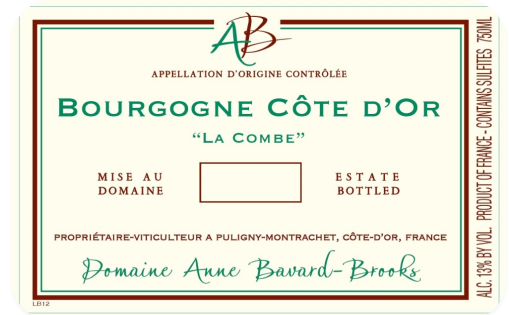 AB
APPELLATION D'ORIGINE CONTRÔLÉE
BOURGOGNE CÔTE D'OR
"LA COMBE"
MISE AU
DOMAINE
ESTATE
BOTTLED
PROPRIÉTAIRE-VITICULTEUR A PULIGNY-MONTRACHET, CÔTE-D'OR, FRANCE
Domaine Anne Bavard-Brooks
LB12
ALC. 13% BY VOL. PRODUCT OF FRANCE - CONTAINS SULFITES 750ML